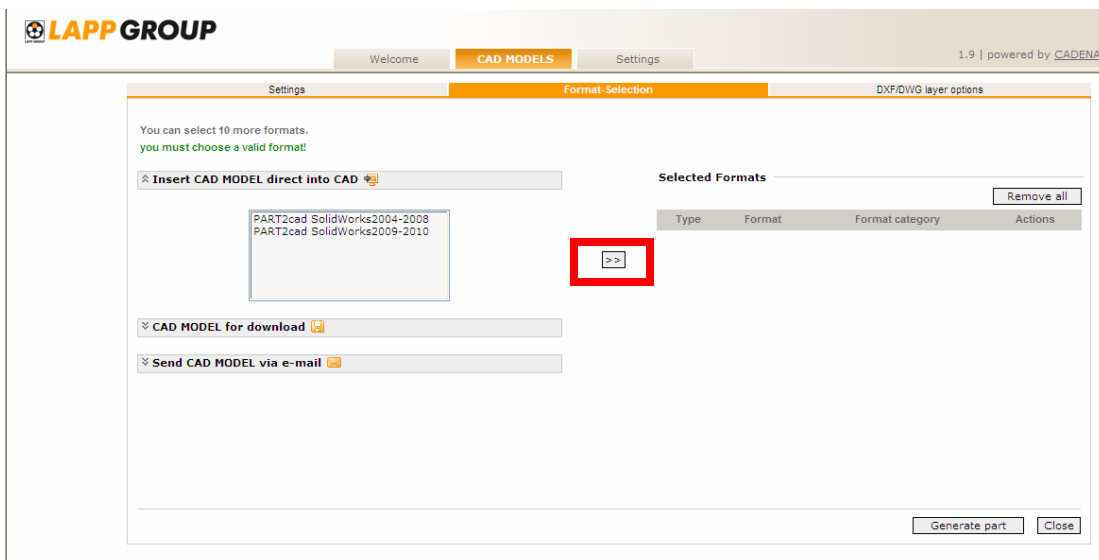 LAPP GROUP
Welcome CAD MODELS Settings 1.9 | powered by CADENA
Settings Format-Selection DXF/DWG layer options
You can select 10 more formats.
you must choose a valid format!
Insert CAD MODEL direct into CAD
Selected Formats
Remove all
PART2cad SolidWorks2004-2008
PART2cad SolidWorks2009-2010
Type Format Format category Actions
>>
CAD MODEL for download
Send CAD MODEL via e-mail
Generate part Close